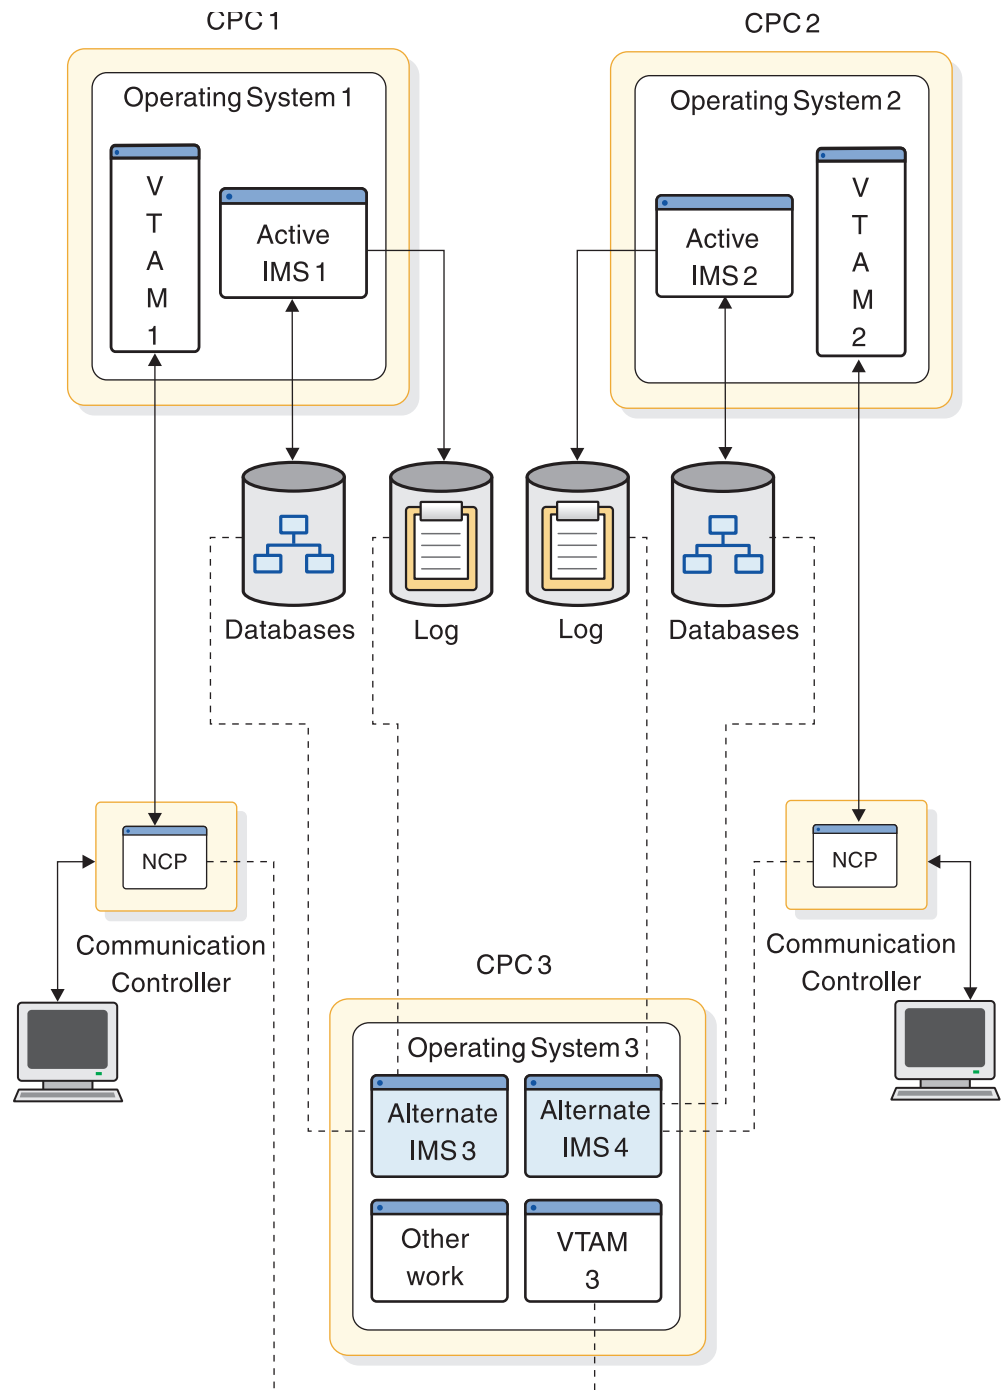 CPC 1
CPC 2
Operating System 1
Operating System 2
V
T
A
M
1
Active
IMS 1
Active
IMS 2
V
T
A
M
2
Databases
Log
Log
Databases
NCP
NCP
Communication
Controller
Communication
Controller
CPC 3
Operating System 3
Alternate
IMS 3
Alternate
IMS 4
Other
work
VTAM
3